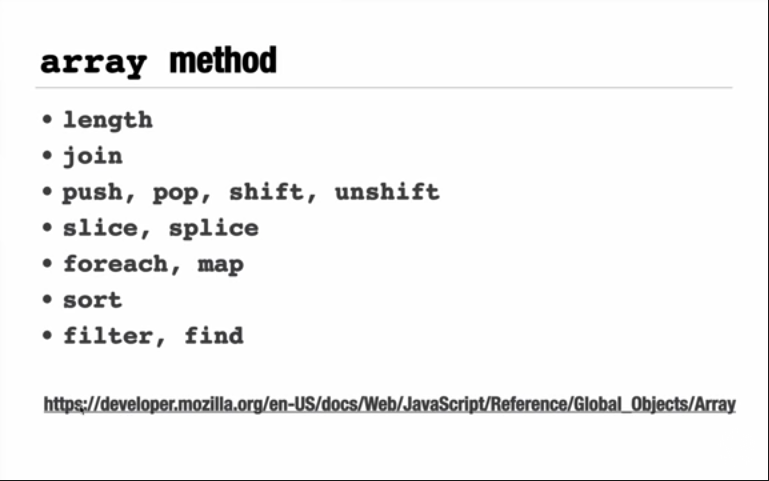 array method
• length
• join
• push, pop, shift, unshift
• slice, splice
• foreach, map
• sort
• filter, find
https://developer.mozilla.org/en-US/docs/Web/JavaScript/Reference/Global_Objects/Array